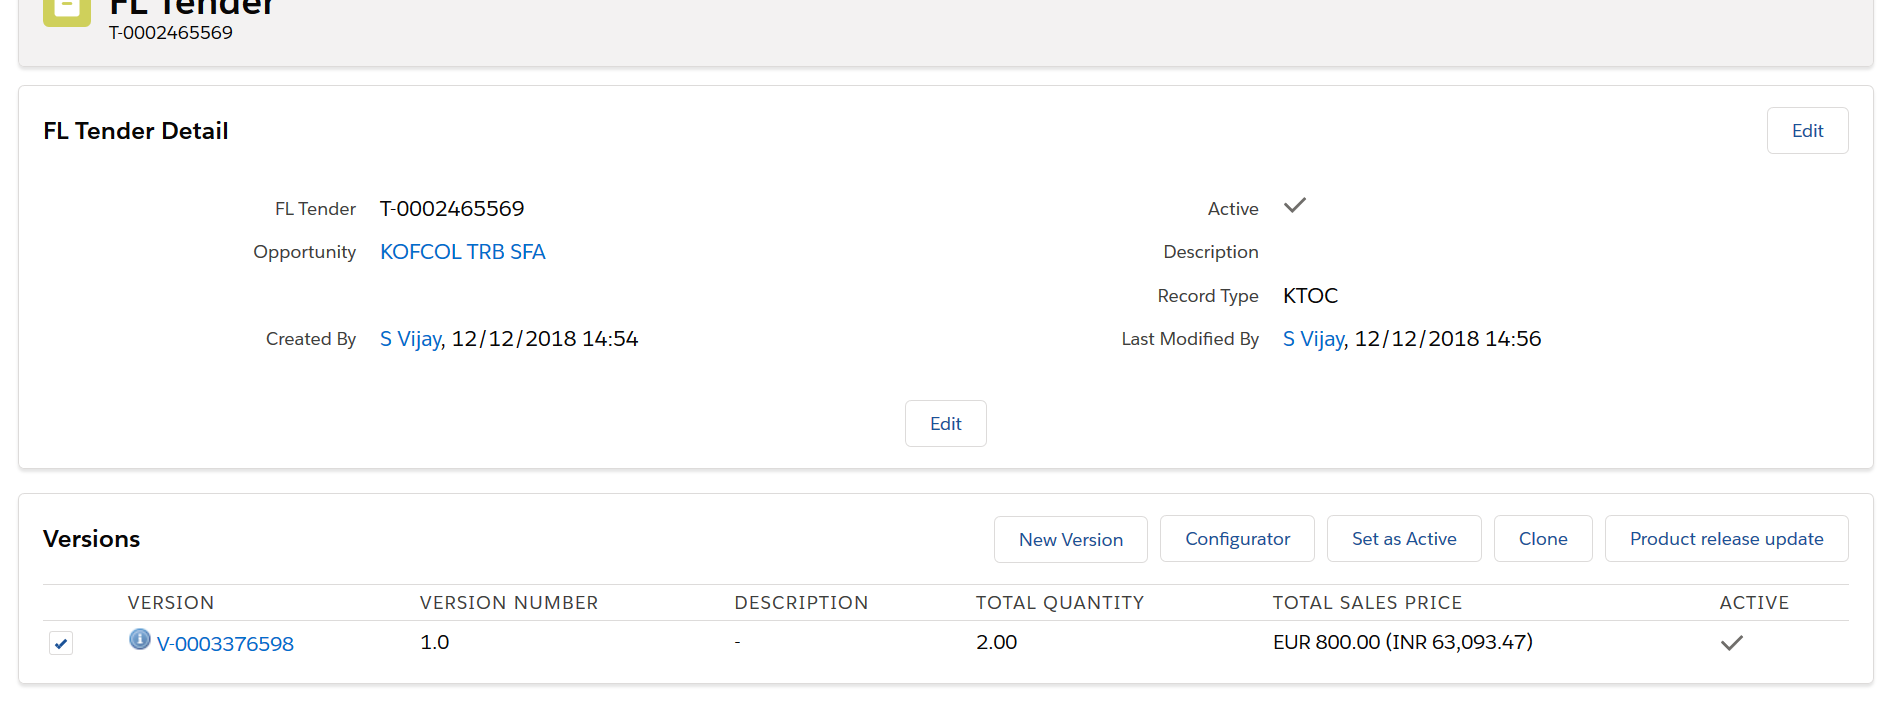 FL Tender
T-0002465569
FL Tender Detail
Edit
FL Tender T-0002465569
Active
Opportunity KOFCOL TRB SFA
Description
Record Type KTOC
Created By S Vijay, 12/12/2018 14:54
Last Modified By S Vijay, 12/12/2018 14:56
Edit
Versions
New Version Configurator Set as Active Clone Product release update
VERSION VERSION NUMBER DESCRIPTION TOTAL QUANTITY TOTAL SALES PRICE ACTIVE
V-0003376598 1.0 - 2.00 EUR 800.00 (INR 63,093.47)